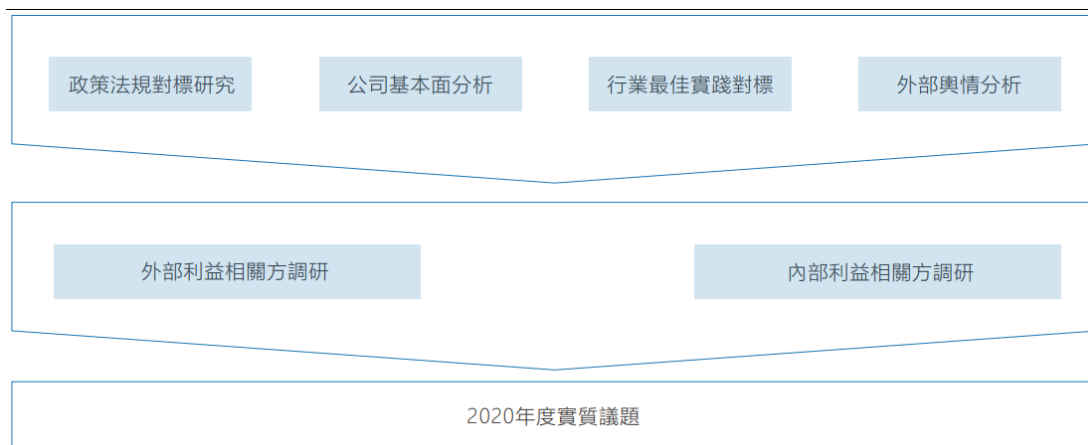 政策法規對標研究
公司基本面分析
行業最佳實踐對標
外部輿情分析
外部利益相關方調研
內部利益相關方調研
2020年度實質議題